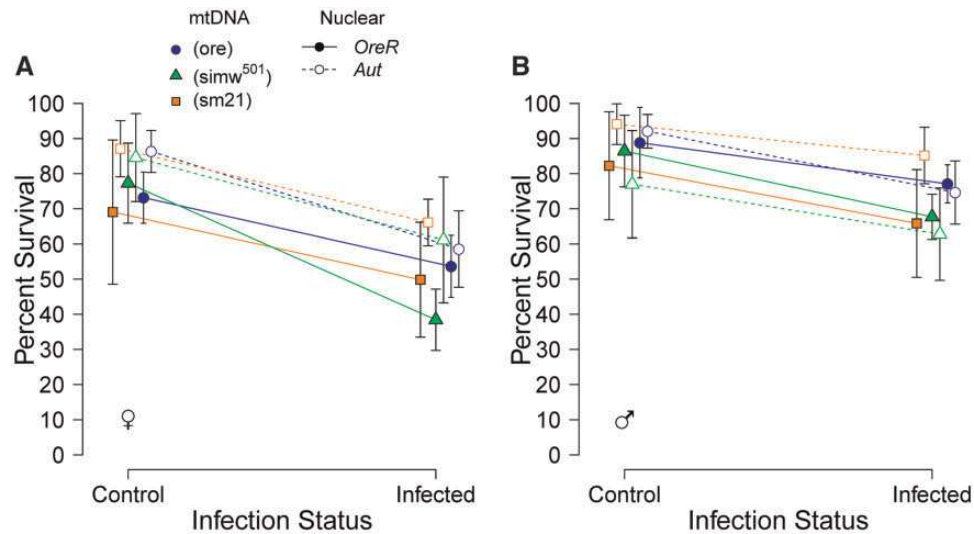 mtDNA
Nuclear
(ore)
OreR
(simw501)
Aut
(sm21)
A
B
100
90
80
70
60
50
40
30
20
10
0
Percent Survival
♀
Control
Infected
Infection Status
100
90
80
70
60
50
40
30
20
10
0
Percent Survival
♂
Control
Infected
Infection Status